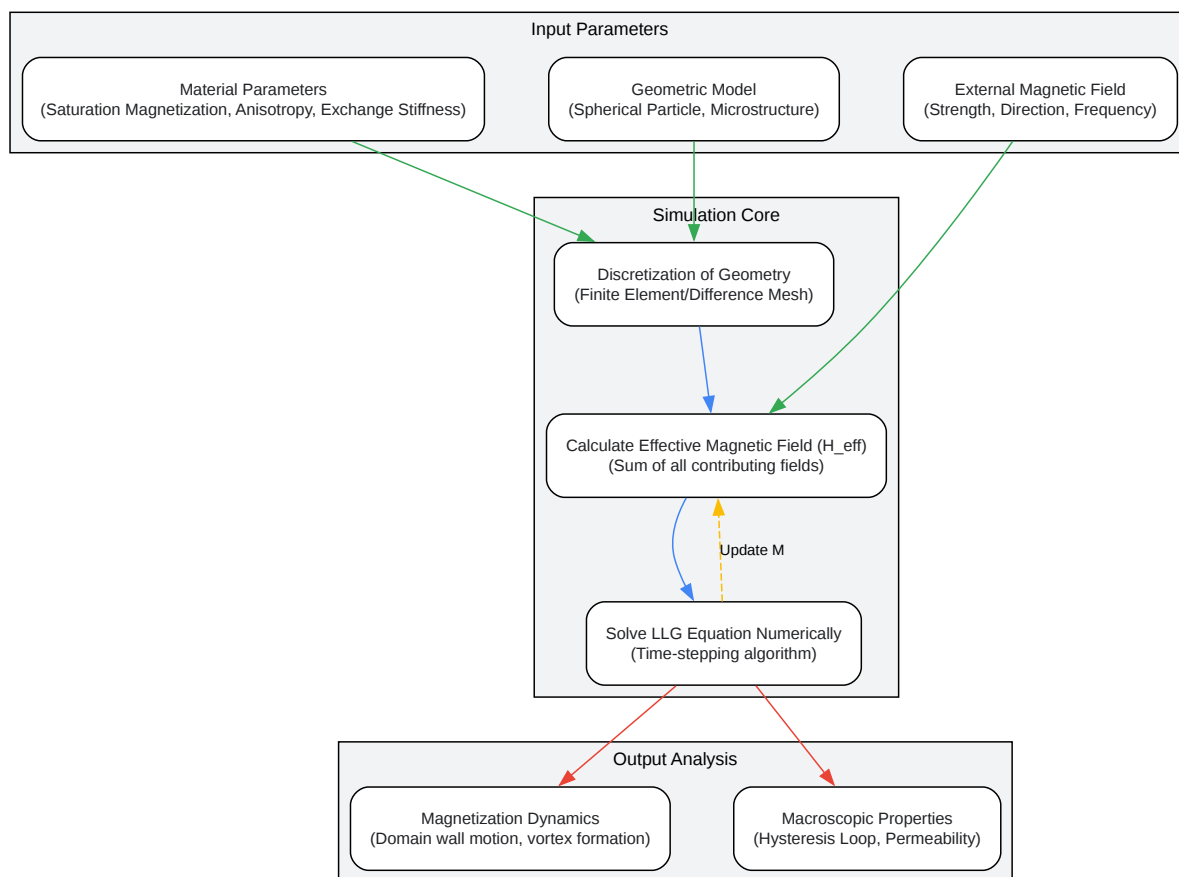 Input Parameters
Material Parameters
(Saturation Magnetization, Anisotropy, Exchange Stiffness)
Geometric Model
(Spherical Particle, Microstructure)
External Magnetic Field
(Strength, Direction, Frequency)
Simulation Core
Discretization of Geometry
(Finite Element/Difference Mesh)
Calculate Effective Magnetic Field (H_eff)
(Sum of all contributing fields)
Update M
Solve LLG Equation Numerically
(Time-stepping algorithm)
Output Analysis
Magnetization Dynamics
(Domain wall motion, vortex formation)
Macroscopic Properties
(Hysteresis Loop, Permeability)